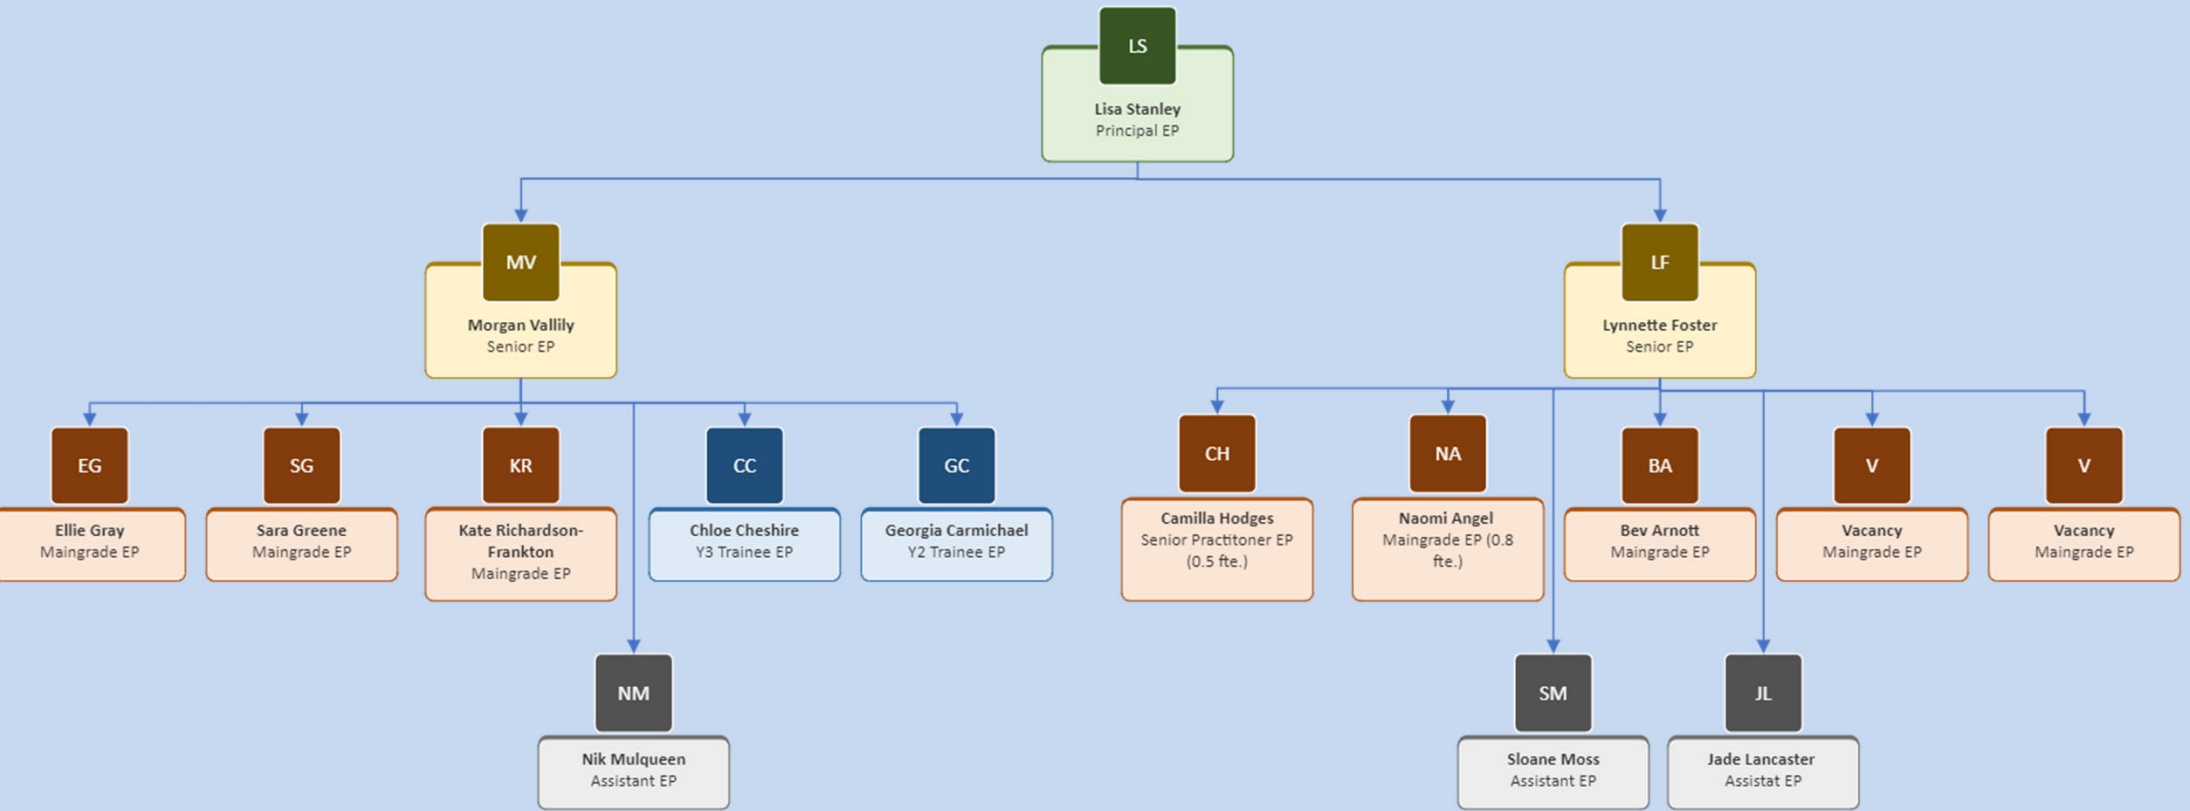 LS
Lisa Stanley
Principal EP
MV
Morgan Vallily
Senior EP
LF
Lynnette Foster
Senior EP
EG
Ellie Gray
Maingrade EP
SG
Sara Greene
Maingrade EP
KR
Kate Richardson-
Frankton
Maingrade EP
CC
Chloe Cheshire
Y3 Trainee EP
GC
Georgia Carmichael
Y2 Trainee EP
CH
Camilla Hodges
Senior Practitoner EP
(0.5 fte.)
NA
Naomi Angel
Maingrade EP (0.8
fte.)
BA
Bev Arnott
Maingrade EP
V
Vacancy
Maingrade EP
V
Vacancy
Maingrade EP
NM
Nik Mulqueen
Assistant EP
SM
Sloane Moss
Assistant EP
JL
Jade Lancaster
Assistat EP